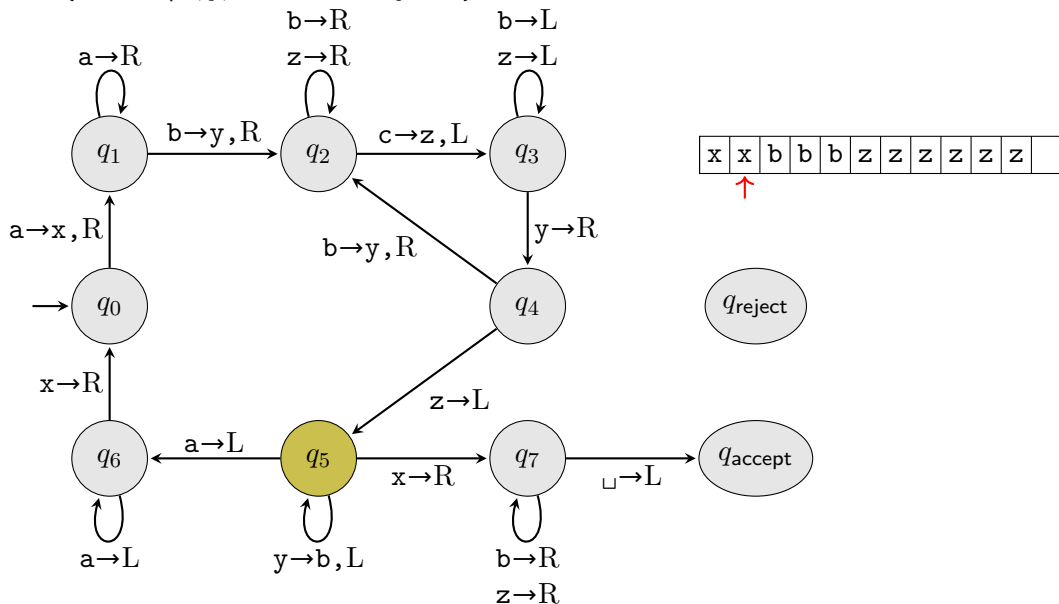 b→R
b→L
a→R
z→R
z→L
q1
b→y,R
q2
c→z,L
q3
x x b b b z z z z z z
a→x,R
b→y,R
y→R
q0
q4
qreject
x→R
z→L
q6
a→L
q5
x→R
q7
␣→L
qaccept
a→L
y→b,L
b→R
z→R